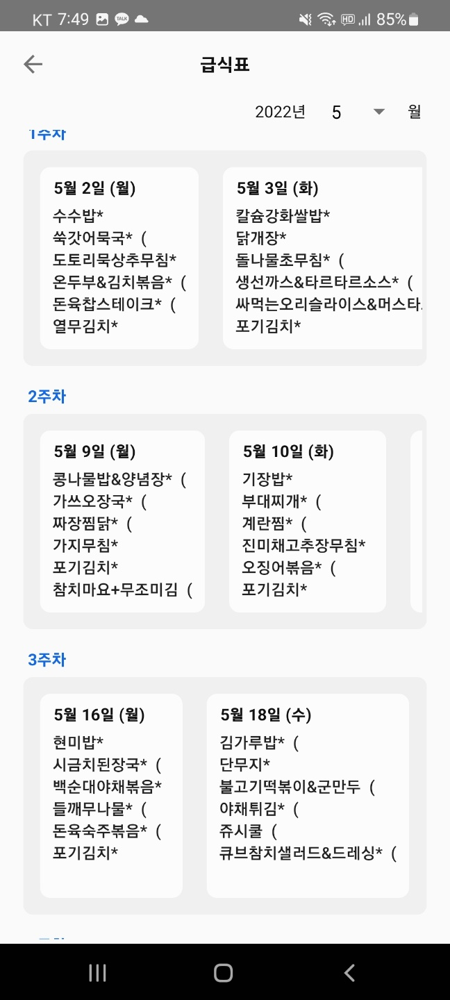 KT 7:49 TALK HD 85%
급식표
2022년 5 월
1주차
5월 2일 (월)
수수밥*
쑥갓어묵국* (
도토리묵상추무침*
온두부&김치볶음* (
돈육찹스테이크* (
열무김치*
5월 3일 (화)
칼슘강화쌀밥*
닭개장*
돌나물초무침* (
생선까스&타르타르소스* (
싸먹는오리슬라이스&머스타.
포기김치*
2주차
5월 9일 (월)
콩나물밥&양념장* (
가쓰오장국* (
짜장찜닭* (
가지무침*
포기김치*
참치마요+무조미김 (
5월 10일 (화)
기장밥*
부대찌개* (
계란찜* (
진미채고추장무침*
오징어볶음* (
포기김치*
3주차
5월 16일 (월)
현미밥*
시금치된장국* (
백순대야채볶음*
들깨무나물* (
돈육숙주볶음* (
포기김치*
5월 18일 (수)
김가루밥* (
단무지*
불고기떡볶이&군만두 (
야채튀김* (
쥬시쿨 (
큐브참치샐러드&드레싱* (